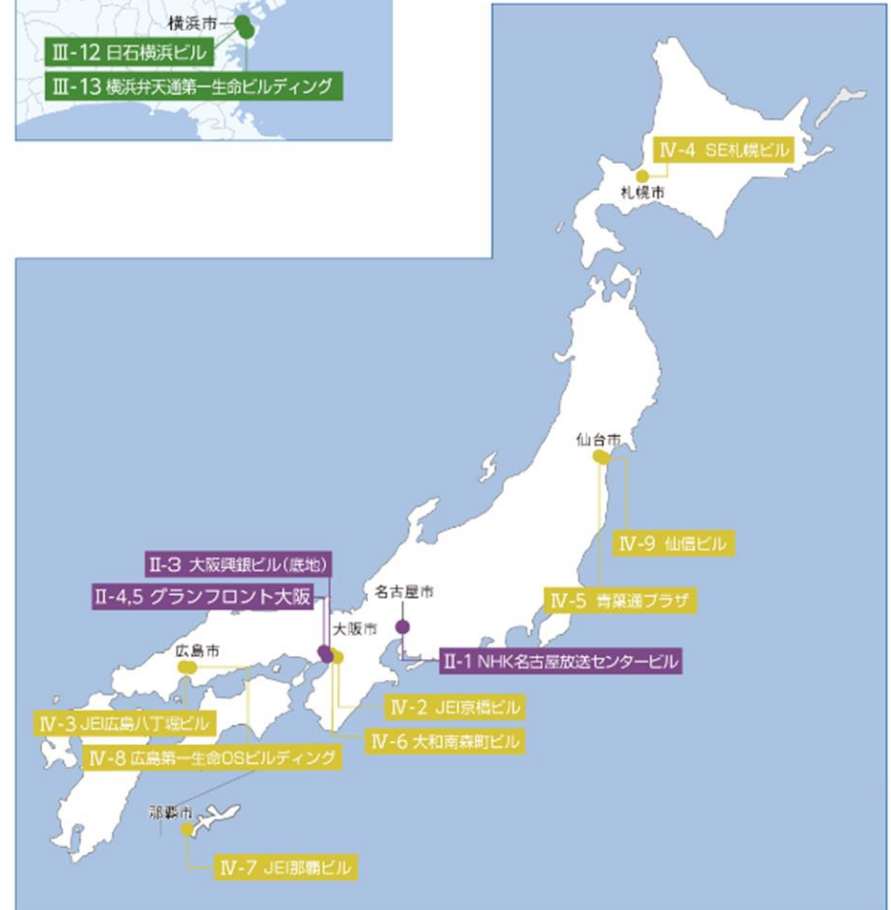 横浜市
Ⅲ-12 日石横浜ビル
Ⅲ-13 横浜弁天通第一生命ビルディング
Ⅳ-4 SE札幌ビル
札幌市
仙台市
Ⅳ-9 仙信ビル
Ⅱ-3 大阪興銀ビル(底地)
Ⅱ-4,5 グランフロント大阪
名古屋市
Ⅳ-5 青葉通プラザ
大阪市
広島市
Ⅱ-1 NHK名古屋放送センタービル
Ⅳ-2 JEI京橋ビル
Ⅳ-3 JEI広島八丁堀ビル
Ⅳ-6 大和南森町ビル
Ⅳ-8 広島第一生命OSビルディング
那覇市
Ⅳ-7 JEI那覇ビル